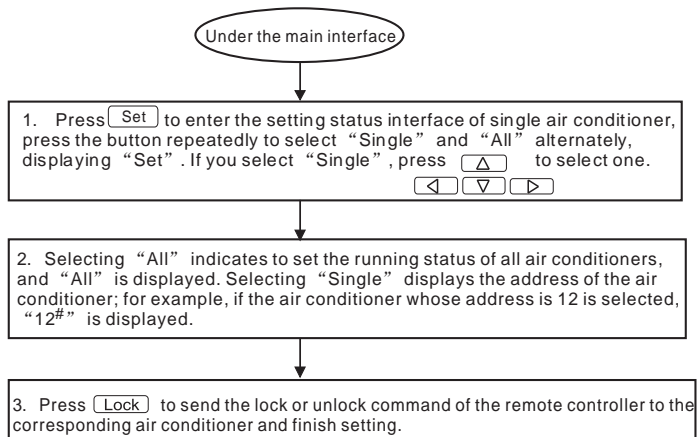 Under the main interface
1. Press Set to enter the setting status interface of single air conditioner,
press the button repeatedly to select “Single” and “All” alternately,
displaying “Set”. If you select “Single”, press △ to select one.
◁ ▽ ▷
2. Selecting “All” indicates to set the running status of all air conditioners,
and “All” is displayed. Selecting “Single” displays the address of the air
conditioner; for example, if the air conditioner whose address is 12 is selected,
“12#” is displayed.
3. Press Lock to send the lock or unlock command of the remote controller to the
corresponding air conditioner and finish setting.